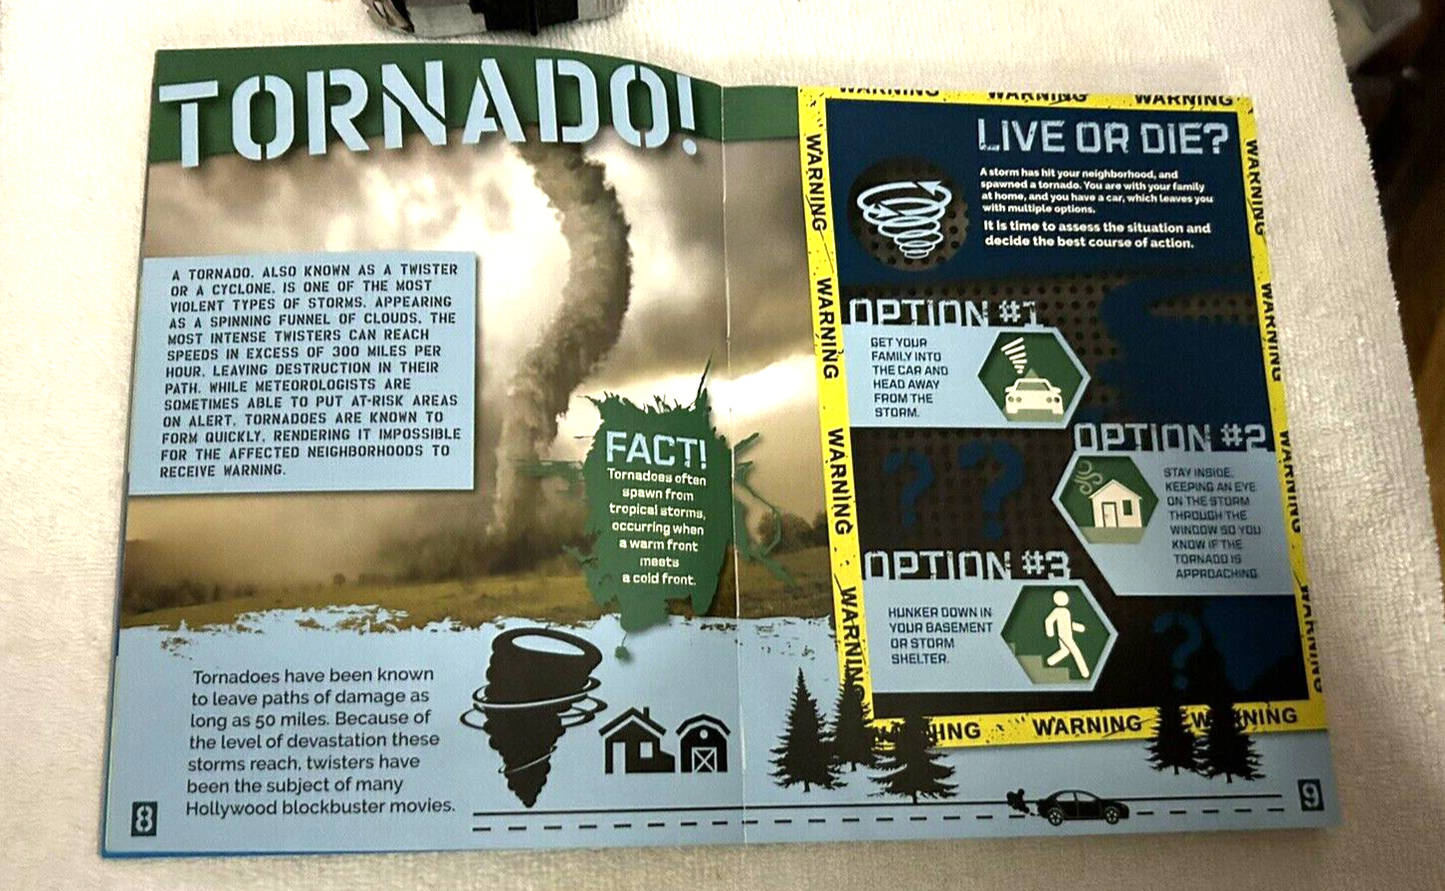 TORNADO!
A TORNADO, ALSO KNOWN AS A TWISTER
OR A CYCLONE, IS ONE OF THE MOST
VIOLENT TYPES OF STORMS. APPEARING
AS A SPINNING FUNNEL OF CLOUDS, THE
MOST INTENSE TWISTERS CAN REACH
SPEEDS IN EXCESS OF 300 MILES PER
HOUR, LEAVING DESTRUCTION IN THEIR
PATH. WHILE METEOROLOGISTS ARE
SOMETIMES ABLE TO PUT AT-RISK AREAS
ON ALERT, TORNADOES ARE KNOWN TO
FORM QUICKLY, RENDERING IT IMPOSSIBLE
FOR THE AFFECTED NEIGHBORHOODS TO
RECEIVE WARNING.
FACT!
Tornadoes often
spawn from
tropical storms,
occurring when
a warm front
meets
a cold front.
Tornadoes have been known
to leave paths of damage as
long as 50 miles. Because of
the level of devastation these
storms reach, twisters have
been the subject of many
Hollywood blockbuster movies.
8
WARNING WARNING WARNING
WARNING
WARNING
WARNING
WARNING
LIVE OR DIE?
A storm has hit your neighborhood, and
spawned a tornado. You are with your family
at home, and you have a car, which leaves you
with multiple options.
It is time to assess the situation and
decide the best course of action.
OPTION #1
GET YOUR
FAMILY INTO
THE CAR AND
HEAD AWAY
FROM THE
STORM.
OPTION #2
STAY INSIDE,
KEEPING AN EYE
ON THE STORM
THROUGH THE
WINDOW SO YOU
KNOW IF THE
TORNADO IS
APPROACHING
? ?
OPTION #3
HUNKER DOWN IN
YOUR BASEMENT
OR STORM
SHELTER.
?
WARNING
WARNING
WARNING
WARNING
WARNING WARNING WARNING
9